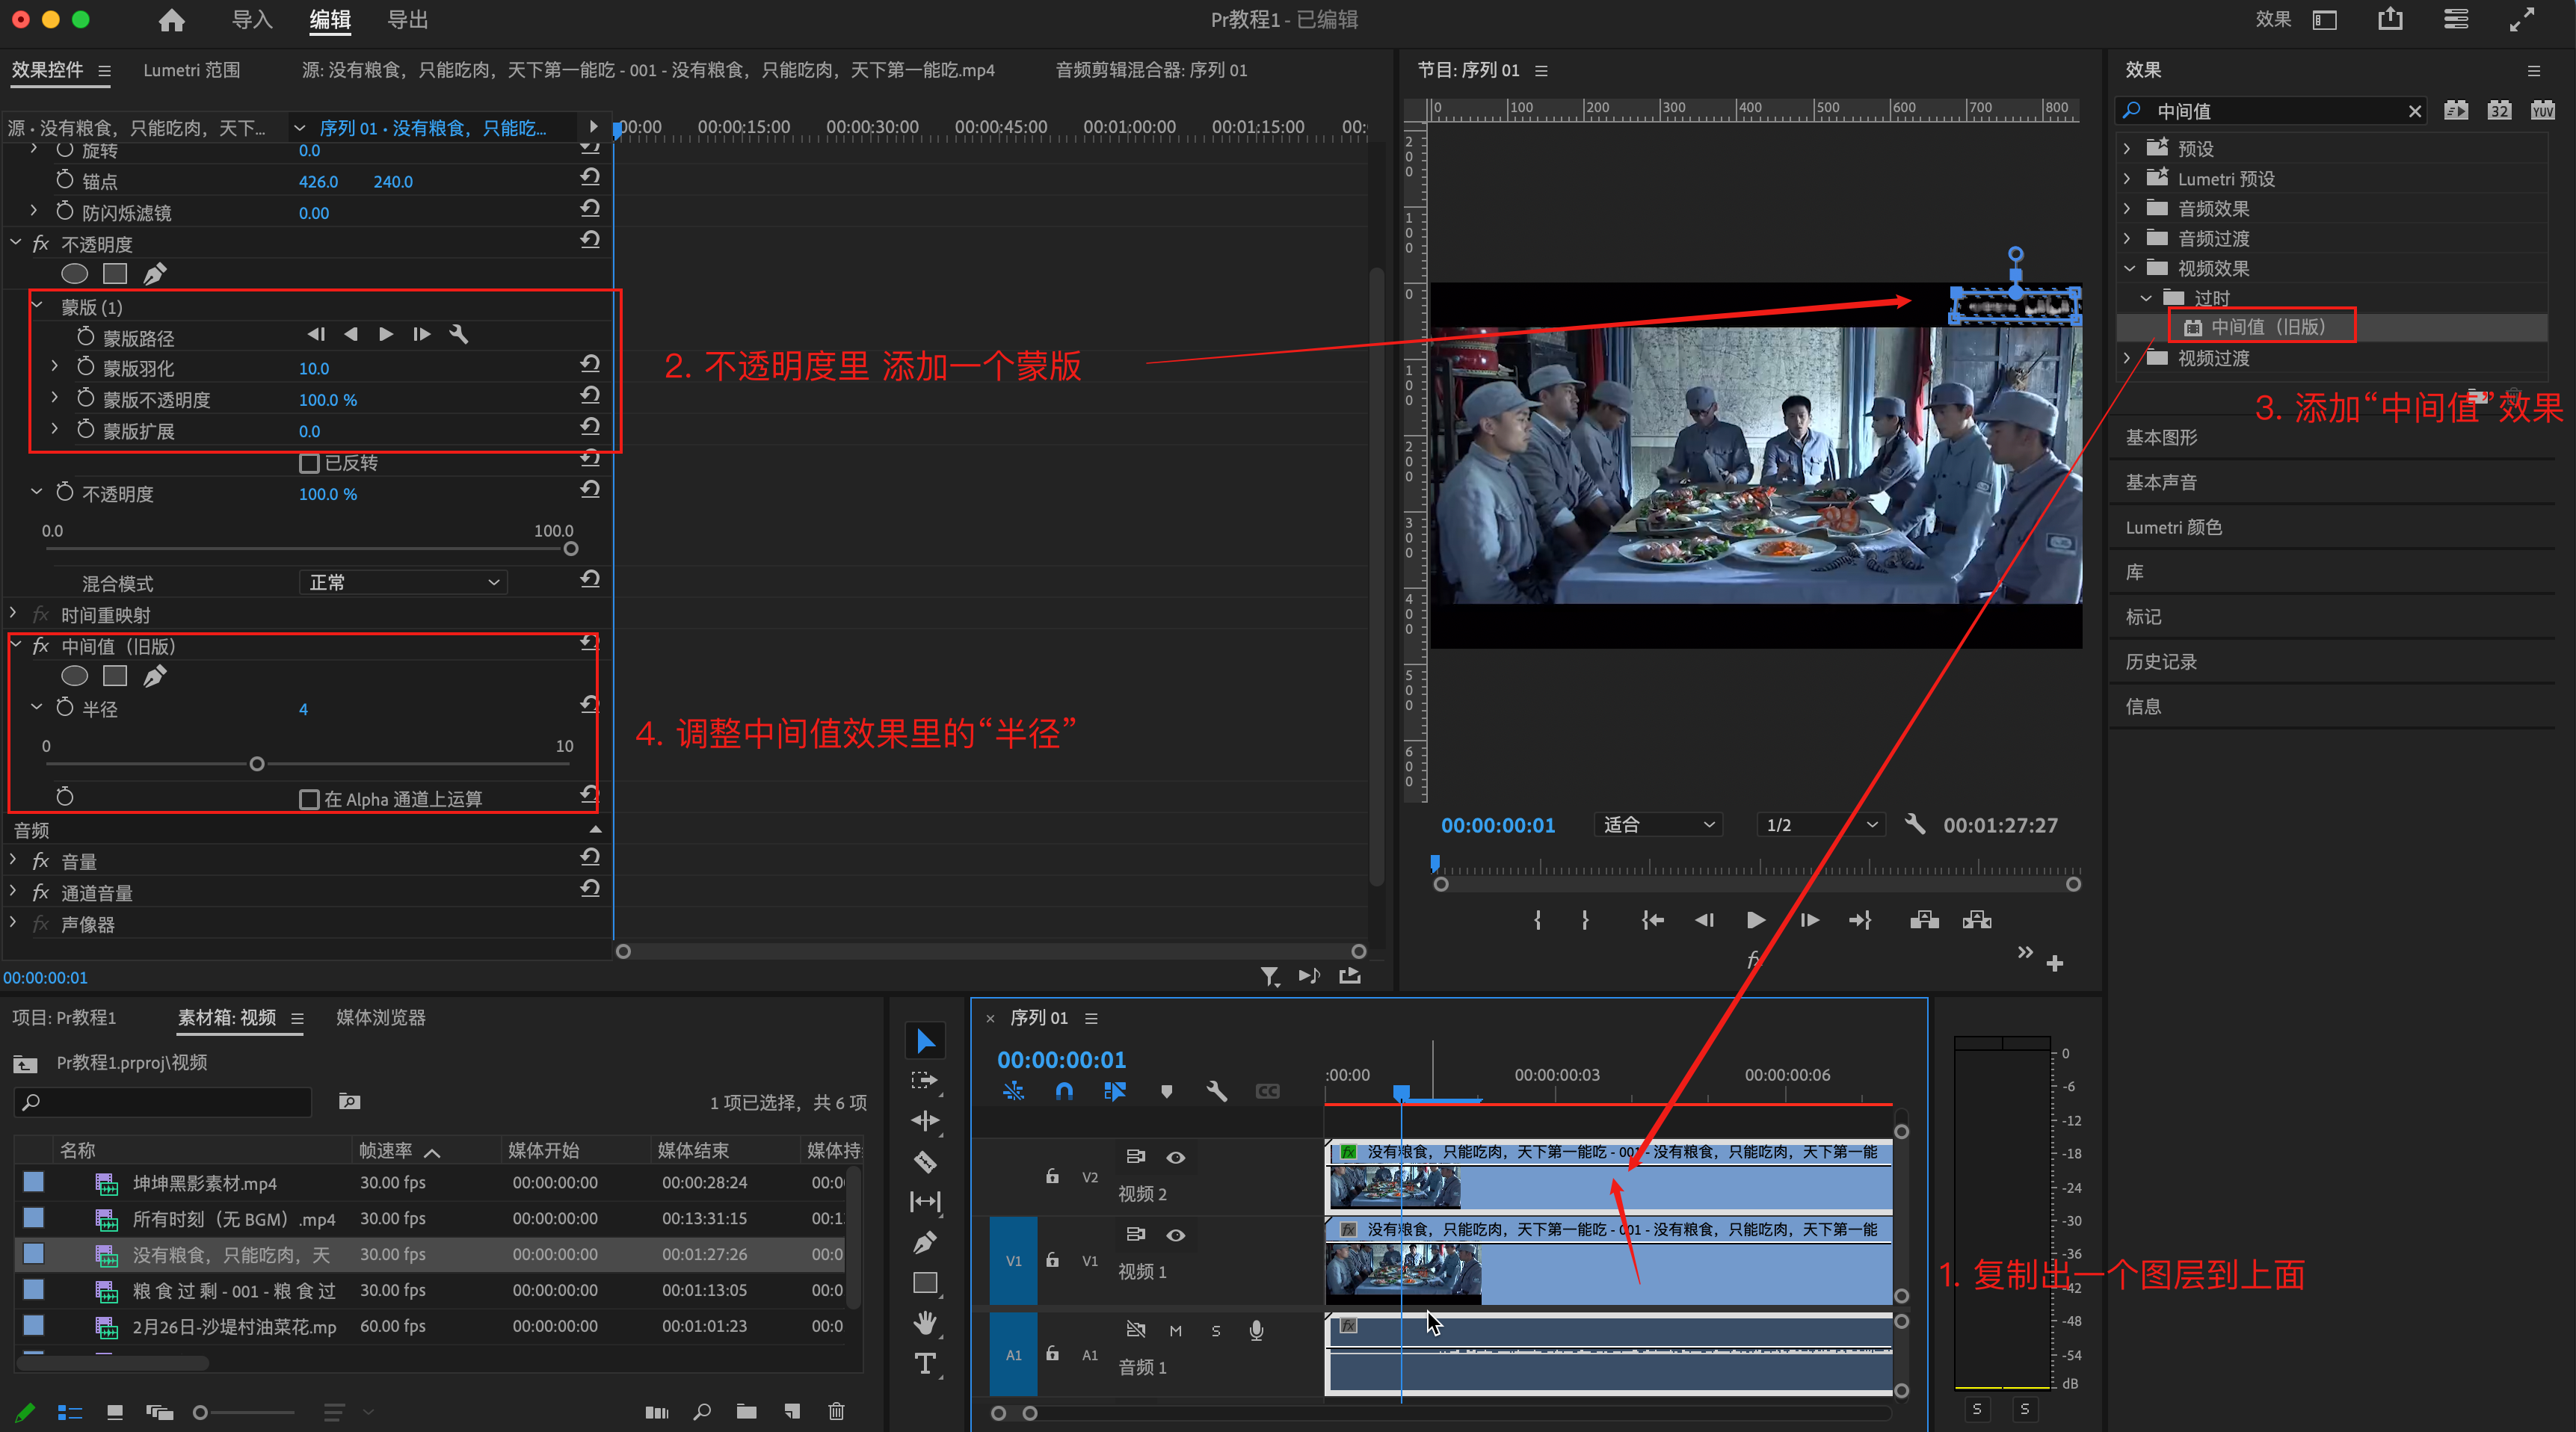 导入 编辑 导出
Pr教程1 - 已编辑
效果
效果控件
Lumetri 范围
源: 没有粮食，只能吃肉，天下第一能吃 - 001 - 没有粮食，只能吃肉，天下第一能吃.mp4
音频剪辑混合器: 序列 01
源 · 没有粮食，只能吃肉，天下...
序列 01 · 没有粮食，只能吃...
00:00 00:00:15:00 00:00:30:00 00:00:45:00 00:01:00:00 00:01:15:00 00:
旋转 0.0
锚点 426.0 240.0
防闪烁滤镜 0.00
fx 不透明度
蒙版 (1)
蒙版路径
蒙版羽化 10.0
蒙版不透明度 100.0 %
蒙版扩展 0.0
已反转
不透明度 100.0 %
0.0 100.0
混合模式 正常
fx 时间重映射
fx 中间值（旧版）
半径 4
0 10
在 Alpha 通道上运算
音频
fx 音量
fx 通道音量
fx 声像器
00:00:00:01
2. 不透明度里 添加一个蒙版
4. 调整中间值效果里的“半径”
节目: 序列 01
0 100 200 300 400 500 600 700 800
200
100
0
100
200
300
400
500
600
00:00:00:01 适合 1/2 00:01:27:27
fx
效果
中间值
32 YUV
预设
Lumetri 预设
音频效果
音频过渡
视频效果
过时
中间值（旧版）
视频过渡
3. 添加“中间值”效果
基本图形
基本声音
Lumetri 颜色
库
标记
历史记录
信息
项目: Pr教程1 素材箱: 视频 媒体浏览器
Pr教程1.prproj\视频
1 项已选择，共 6 项
名称 帧速率 媒体开始 媒体结束 媒体持
坤坤黑影素材.mp4 30.00 fps 00:00:00:00 00:00:28:24 00:0
所有时刻（无 BGM）.mp4 30.00 fps 00:00:00:00 00:13:31:15 00:1
没有粮食，只能吃肉，天 30.00 fps 00:00:00:00 00:01:27:26 00:0
粮 食 过 剩 - 001 - 粮 食 过 30.00 fps 00:00:00:00 00:01:13:05 00:0
2月26日-沙堤村油菜花.mp 60.00 fps 00:00:00:00 00:01:01:23 00:0
T
× 序列 01
00:00:00:01
CC
:00:00 00:00:00:03 00:00:00:06
V2 视频 2
fx 没有粮食，只能吃肉，天下第一能吃 - 001 - 没有粮食，只能吃肉，天下第一能
V1 V1 视频 1
fx 没有粮食，只能吃肉，天下第一能吃 - 001 - 没有粮食，只能吃肉，天下第一能
A1 A1 M S 音频 1
fx
1. 复制出一个图层到上面
0
-6
-12
-18
-24
-30
-36
-42
-48
-54
dB
S S